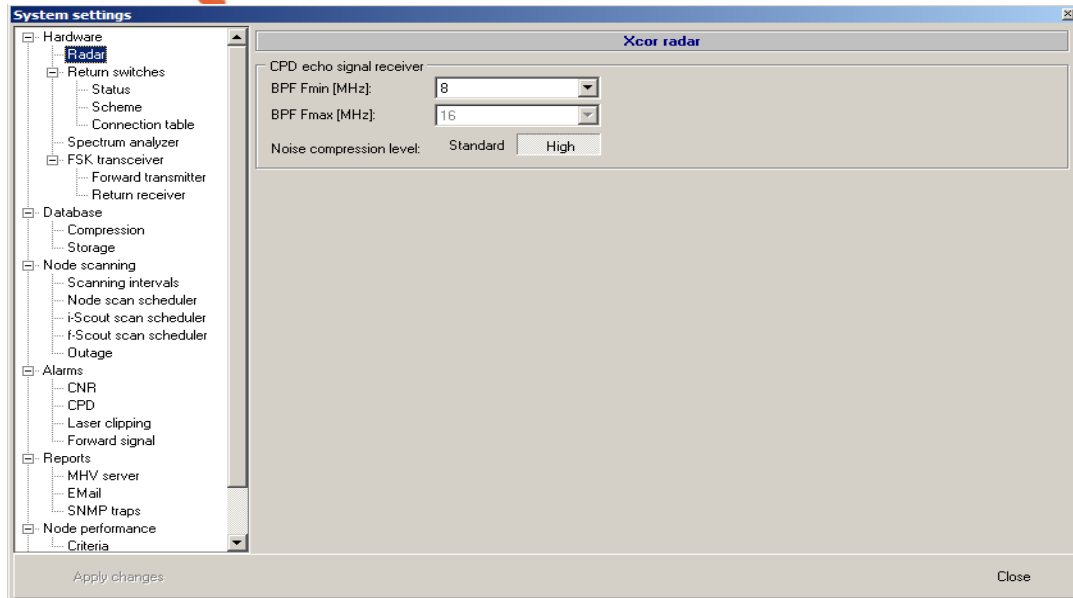 System settings
Hardware
Radar
Return switches
Status
Scheme
Connection table
Spectrum analyzer
FSK transceiver
Forward transmitter
Return receiver
Database
Compression
Storage
Node scanning
Scanning intervals
Node scan scheduler
i-Scout scan scheduler
f-Scout scan scheduler
Outage
Alarms
CNR
CPD
Laser clipping
Forward signal
Reports
MHV server
EMail
SNMP traps
Node performance
Criteria
Xcor radar
CPD echo signal receiver
BPF Fmin [MHz]: 8
BPF Fmax [MHz]: 16
Noise compression level: Standard High
Apply changes Close